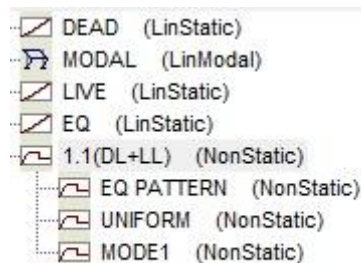 DEAD (LinStatic)
MODAL (LinModal)
LIVE (LinStatic)
EQ (LinStatic)
1.1(DL+LL) (NonStatic)
EQ PATTERN (NonStatic)
UNIFORM (NonStatic)
MODE1 (NonStatic)